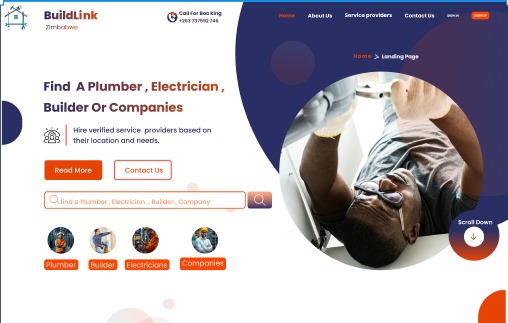 BuildLink
Zimbabwe
Call For Booking
+263 737592 746
Home About Us Service providers Contact Us SIGN IN SIGN UP
Home > Landing Page
Find A Plumber , Electrician ,
Builder Or Companies
Hire verified service providers based on
their location and needs.
Read More Contact Us
find a Plumber , Electrician , Builder , Company
Scroll Down
Plumber Builder Electricians Companies